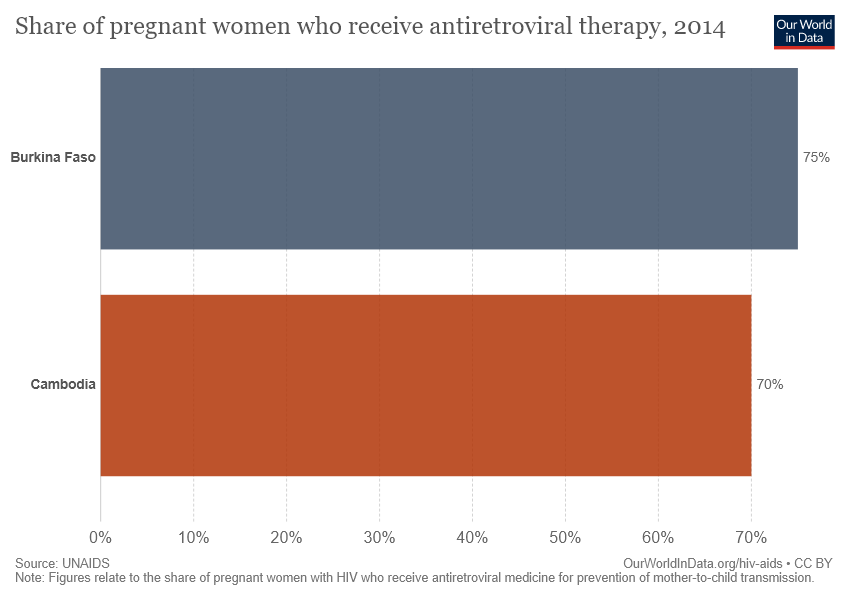 Share of pregnant women who receive antiretroviral therapy, 2014
Our World
in Data
Burkina Faso
75%
Cambodia
70%
0%
10%
20%
30%
40%
50%
60%
70%
Source: UNAIDS
OurWorldInData.org/hiv-aids • CC BY
Note: Figures relate to the share of pregnant women with HIV who receive antiretroviral medicine for prevention of mother-to-child transmission.